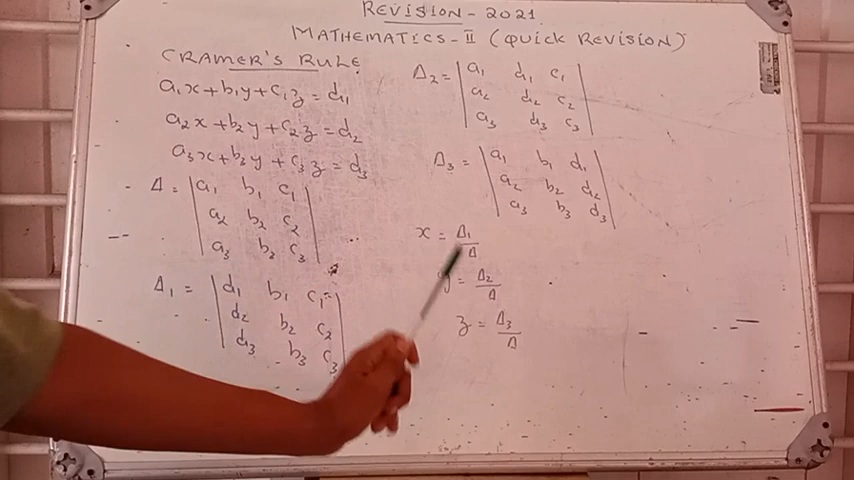 REVISION - 2021.
MATHEMATICS - II (QUICK REVISION)
CRAMER'S RULE
a₁x + b₁y + c₁z = d₁
a₂x + b₂y + c₂z = d₂
a₃x + b₃y + c₃z = d₃
Δ = | a₁ b₁ c₁ |
a₂ b₂ c₂
a₃ b₃ c₃
Δ₁ = | d₁ b₁ c₁ |
d₂ b₂ c₂
d₃ b₃ c₃
Δ₂ = | a₁ d₁ c₁ |
a₂ d₂ c₂
a₃ d₃ c₃
Δ₃ = | a₁ b₁ d₁ |
a₂ b₂ d₂
a₃ b₃ d₃
x = Δ₁/Δ
y = Δ₂/Δ
z = Δ₃/Δ